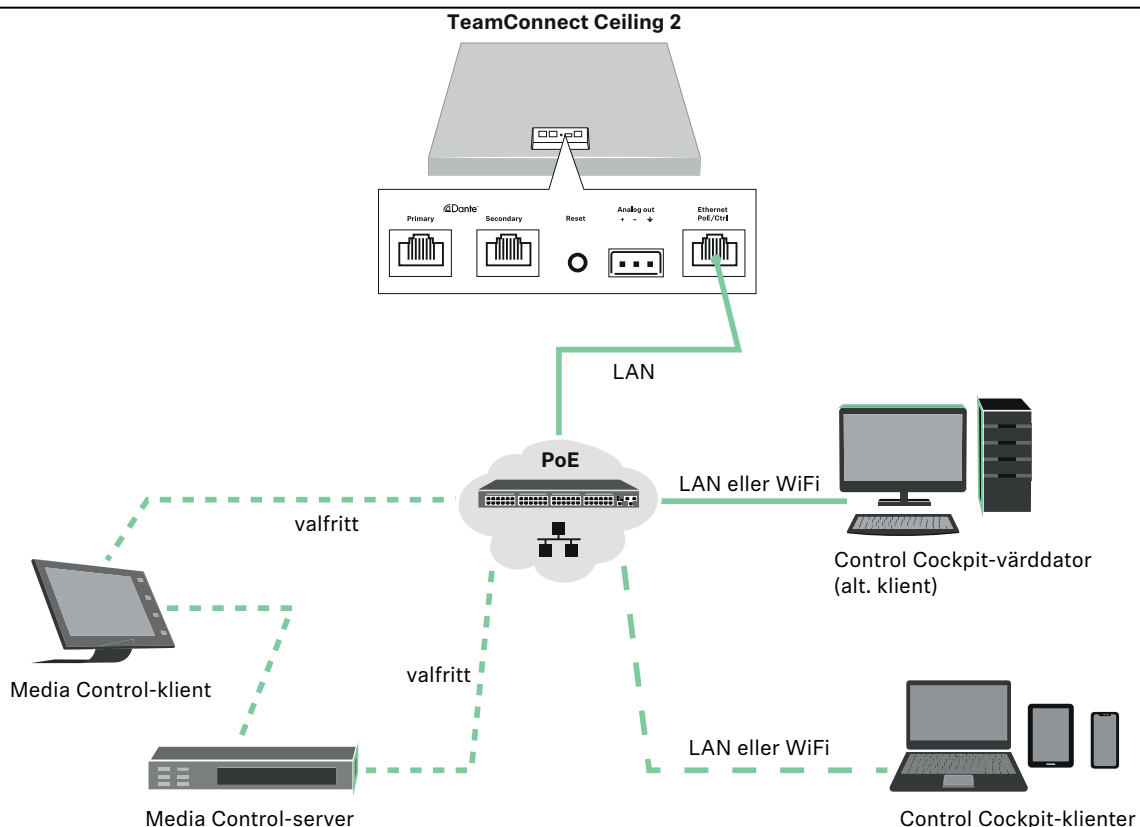 TeamConnect Ceiling 2
Dante™
Primary
Secondary
Reset
Analog out
+ -
Ethernet
PoE/Ctrl
LAN
PoE
LAN eller WiFi
valfritt
Control Cockpit-värddator
(alt. klient)
Media Control-klient
valfritt
LAN eller WiFi
Media Control-server
Control Cockpit-klienter